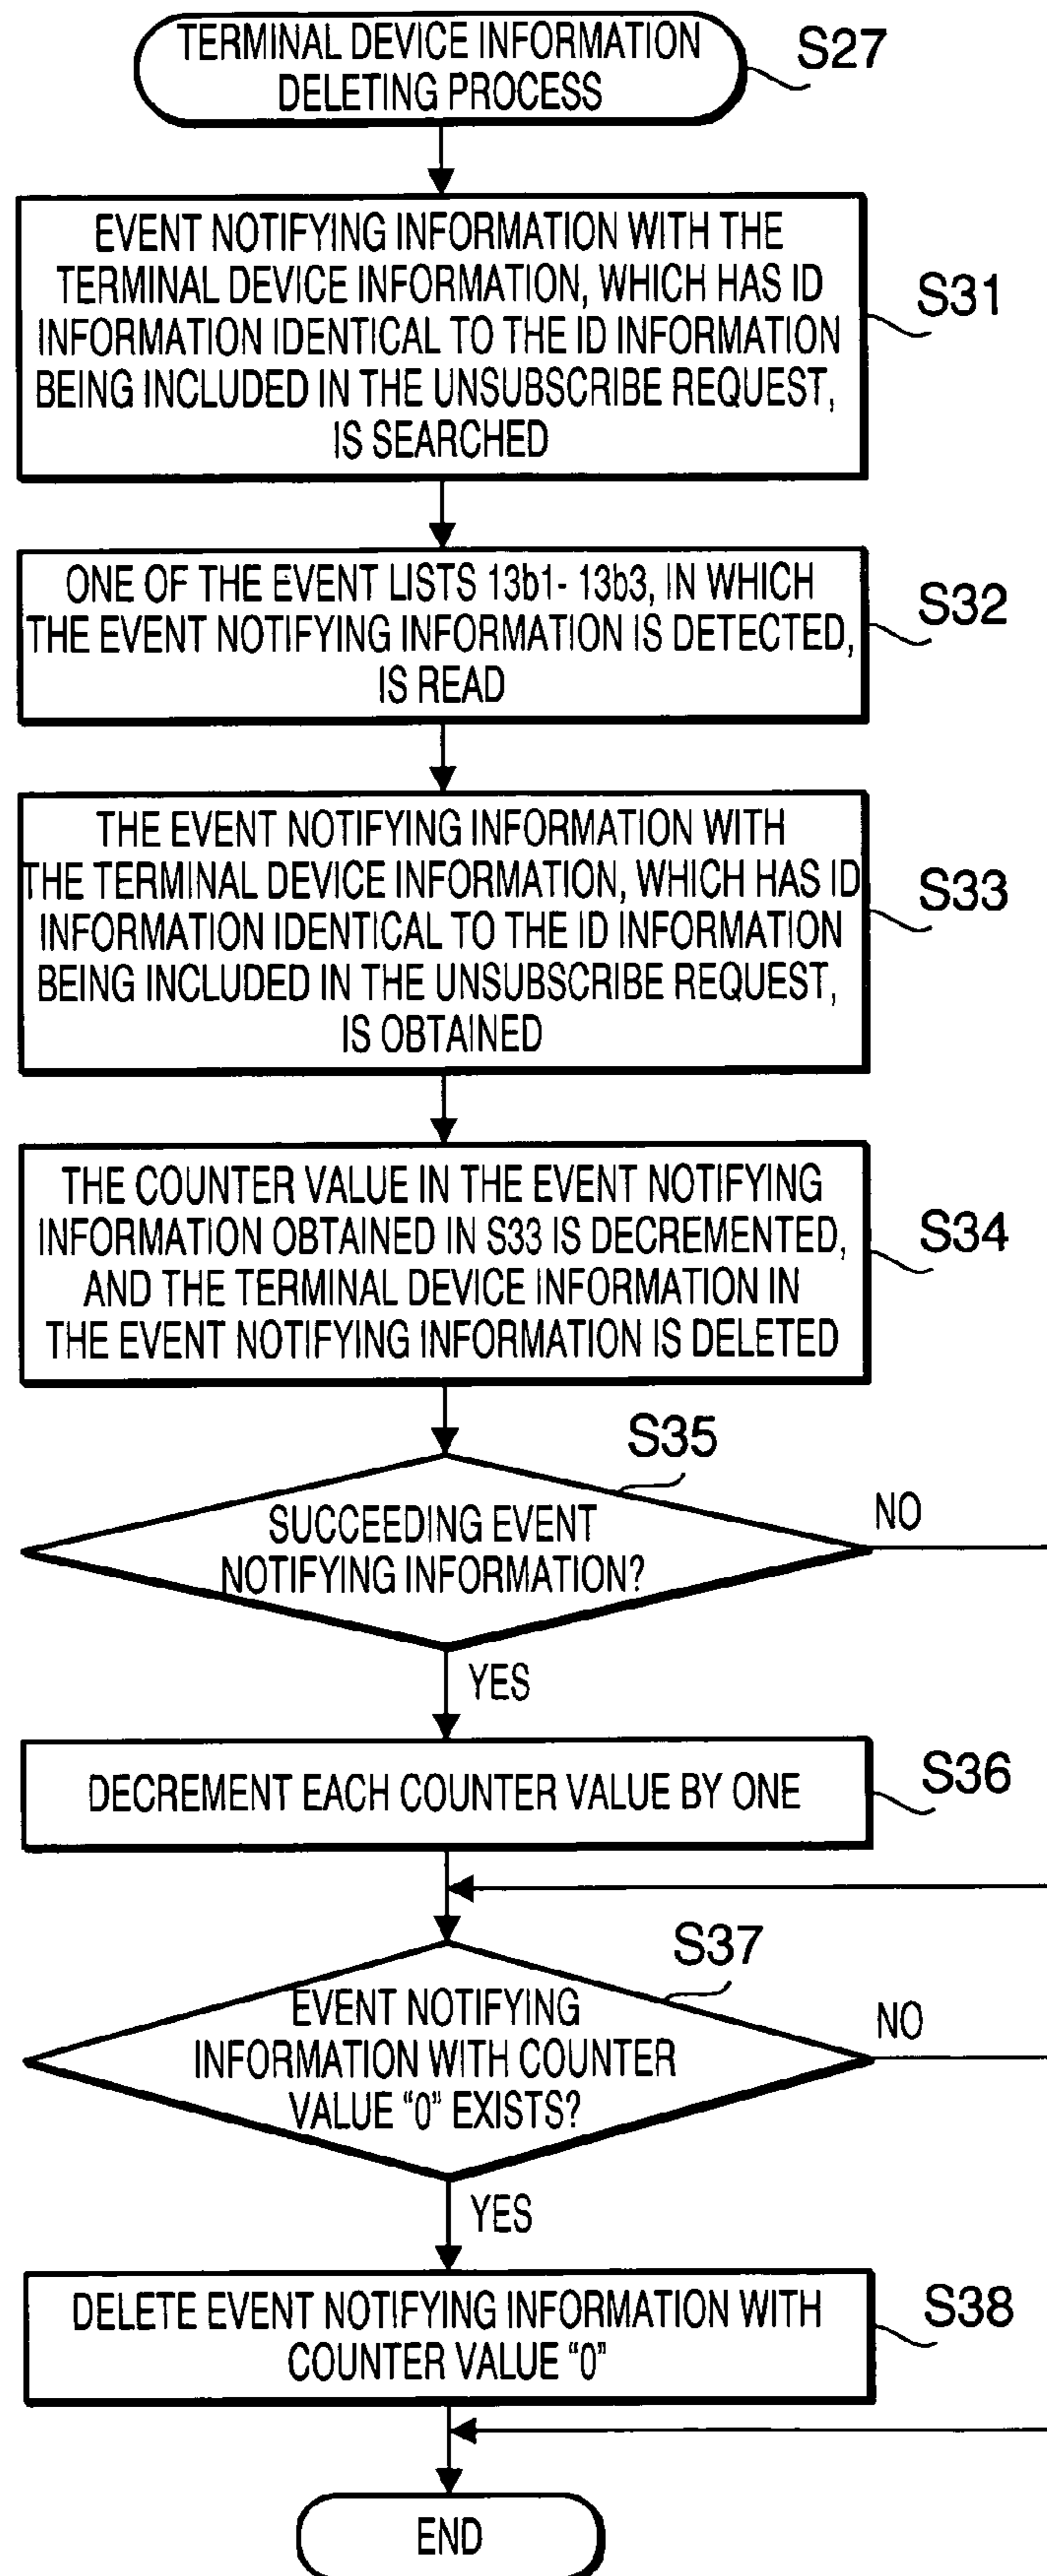 TERMINAL DEVICE INFORMATION
DELETING PROCESS
S27
EVENT NOTIFYING INFORMATION WITH THE
TERMINAL DEVICE INFORMATION, WHICH HAS ID
INFORMATION IDENTICAL TO THE ID INFORMATION
BEING INCLUDED IN THE UNSUBSCRIBE REQUEST,
IS SEARCHED
S31
ONE OF THE EVENT LISTS 13b1- 13b3, IN WHICH
THE EVENT NOTIFYING INFORMATION IS DETECTED,
IS READ
S32
THE EVENT NOTIFYING INFORMATION WITH
THE TERMINAL DEVICE INFORMATION, WHICH HAS ID
INFORMATION IDENTICAL TO THE ID INFORMATION
BEING INCLUDED IN THE UNSUBSCRIBE REQUEST,
IS OBTAINED
S33
THE COUNTER VALUE IN THE EVENT NOTIFYING
INFORMATION OBTAINED IN S33 IS DECREMENTED,
AND THE TERMINAL DEVICE INFORMATION IN
THE EVENT NOTIFYING INFORMATION IS DELETED
S34
S35
SUCCEEDING EVENT
NOTIFYING INFORMATION?
NO
YES
DECREMENT EACH COUNTER VALUE BY ONE
S36
S37
EVENT NOTIFYING
INFORMATION WITH COUNTER
VALUE “0” EXISTS?
NO
YES
DELETE EVENT NOTIFYING INFORMATION WITH
COUNTER VALUE “0”
S38
END